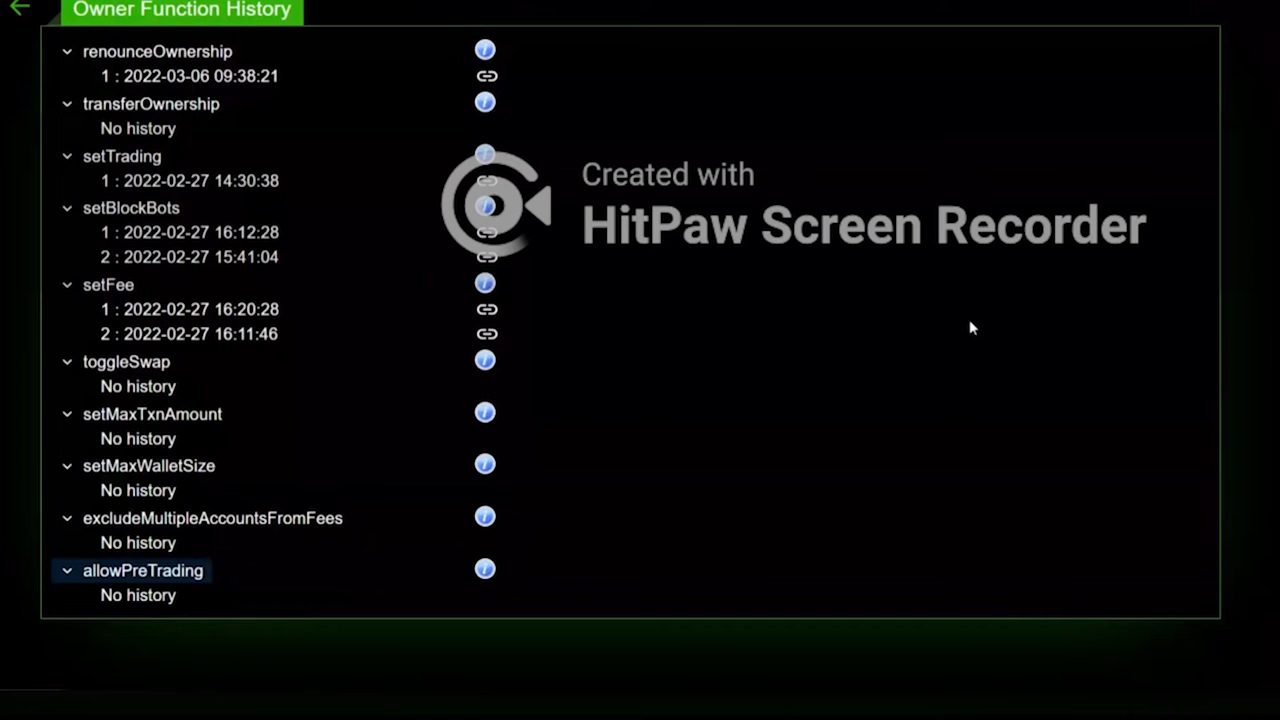 Owner Function History
renounceOwnership
1 : 2022-03-06 09:38:21
transferOwnership
No history
setTrading
1 : 2022-02-27 14:30:38
setBlockBots
1 : 2022-02-27 16:12:28
2 : 2022-02-27 15:41:04
setFee
1 : 2022-02-27 16:20:28
2 : 2022-02-27 16:11:46
toggleSwap
No history
setMaxTxnAmount
No history
setMaxWalletSize
No history
excludeMultipleAccountsFromFees
No history
allowPreTrading
No history
Created with
HitPaw Screen Recorder